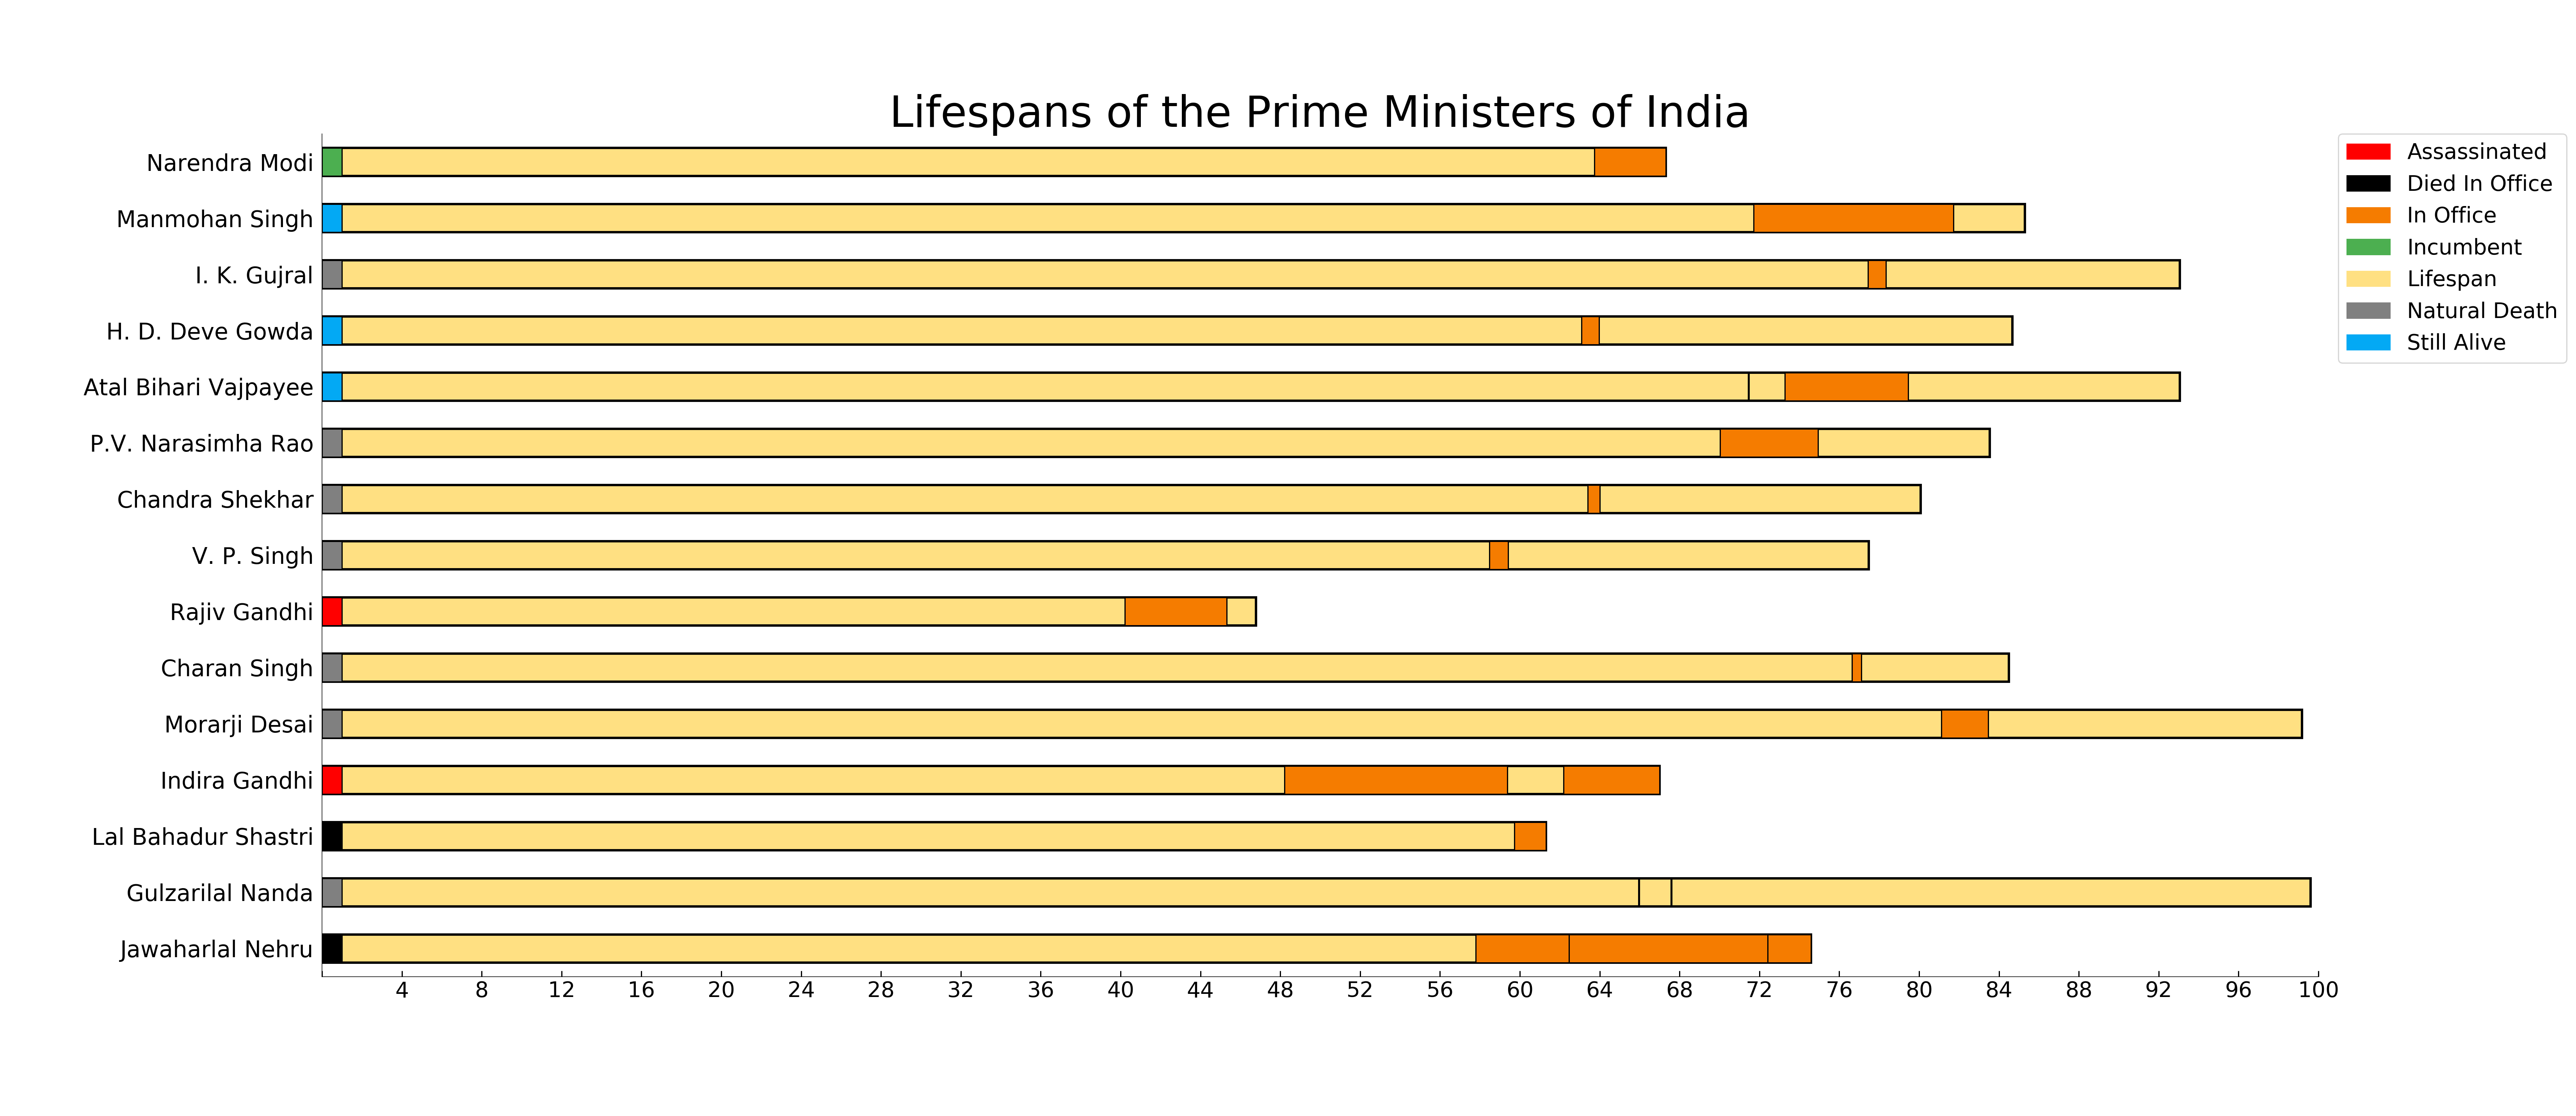 Lifespans of the Prime Ministers of India
Narendra Modi
Manmohan Singh
I. K. Gujral
H. D. Deve Gowda
Atal Bihari Vajpayee
P.V. Narasimha Rao
Chandra Shekhar
V. P. Singh
Rajiv Gandhi
Charan Singh
Morarji Desai
Indira Gandhi
Lal Bahadur Shastri
Gulzarilal Nanda
Jawaharlal Nehru
4 8 12 16 20 24 28 32 36 40 44 48 52 56 60 64 68 72 76 80 84 88 92 96 100
Assassinated
Died In Office
In Office
Incumbent
Lifespan
Natural Death
Still Alive